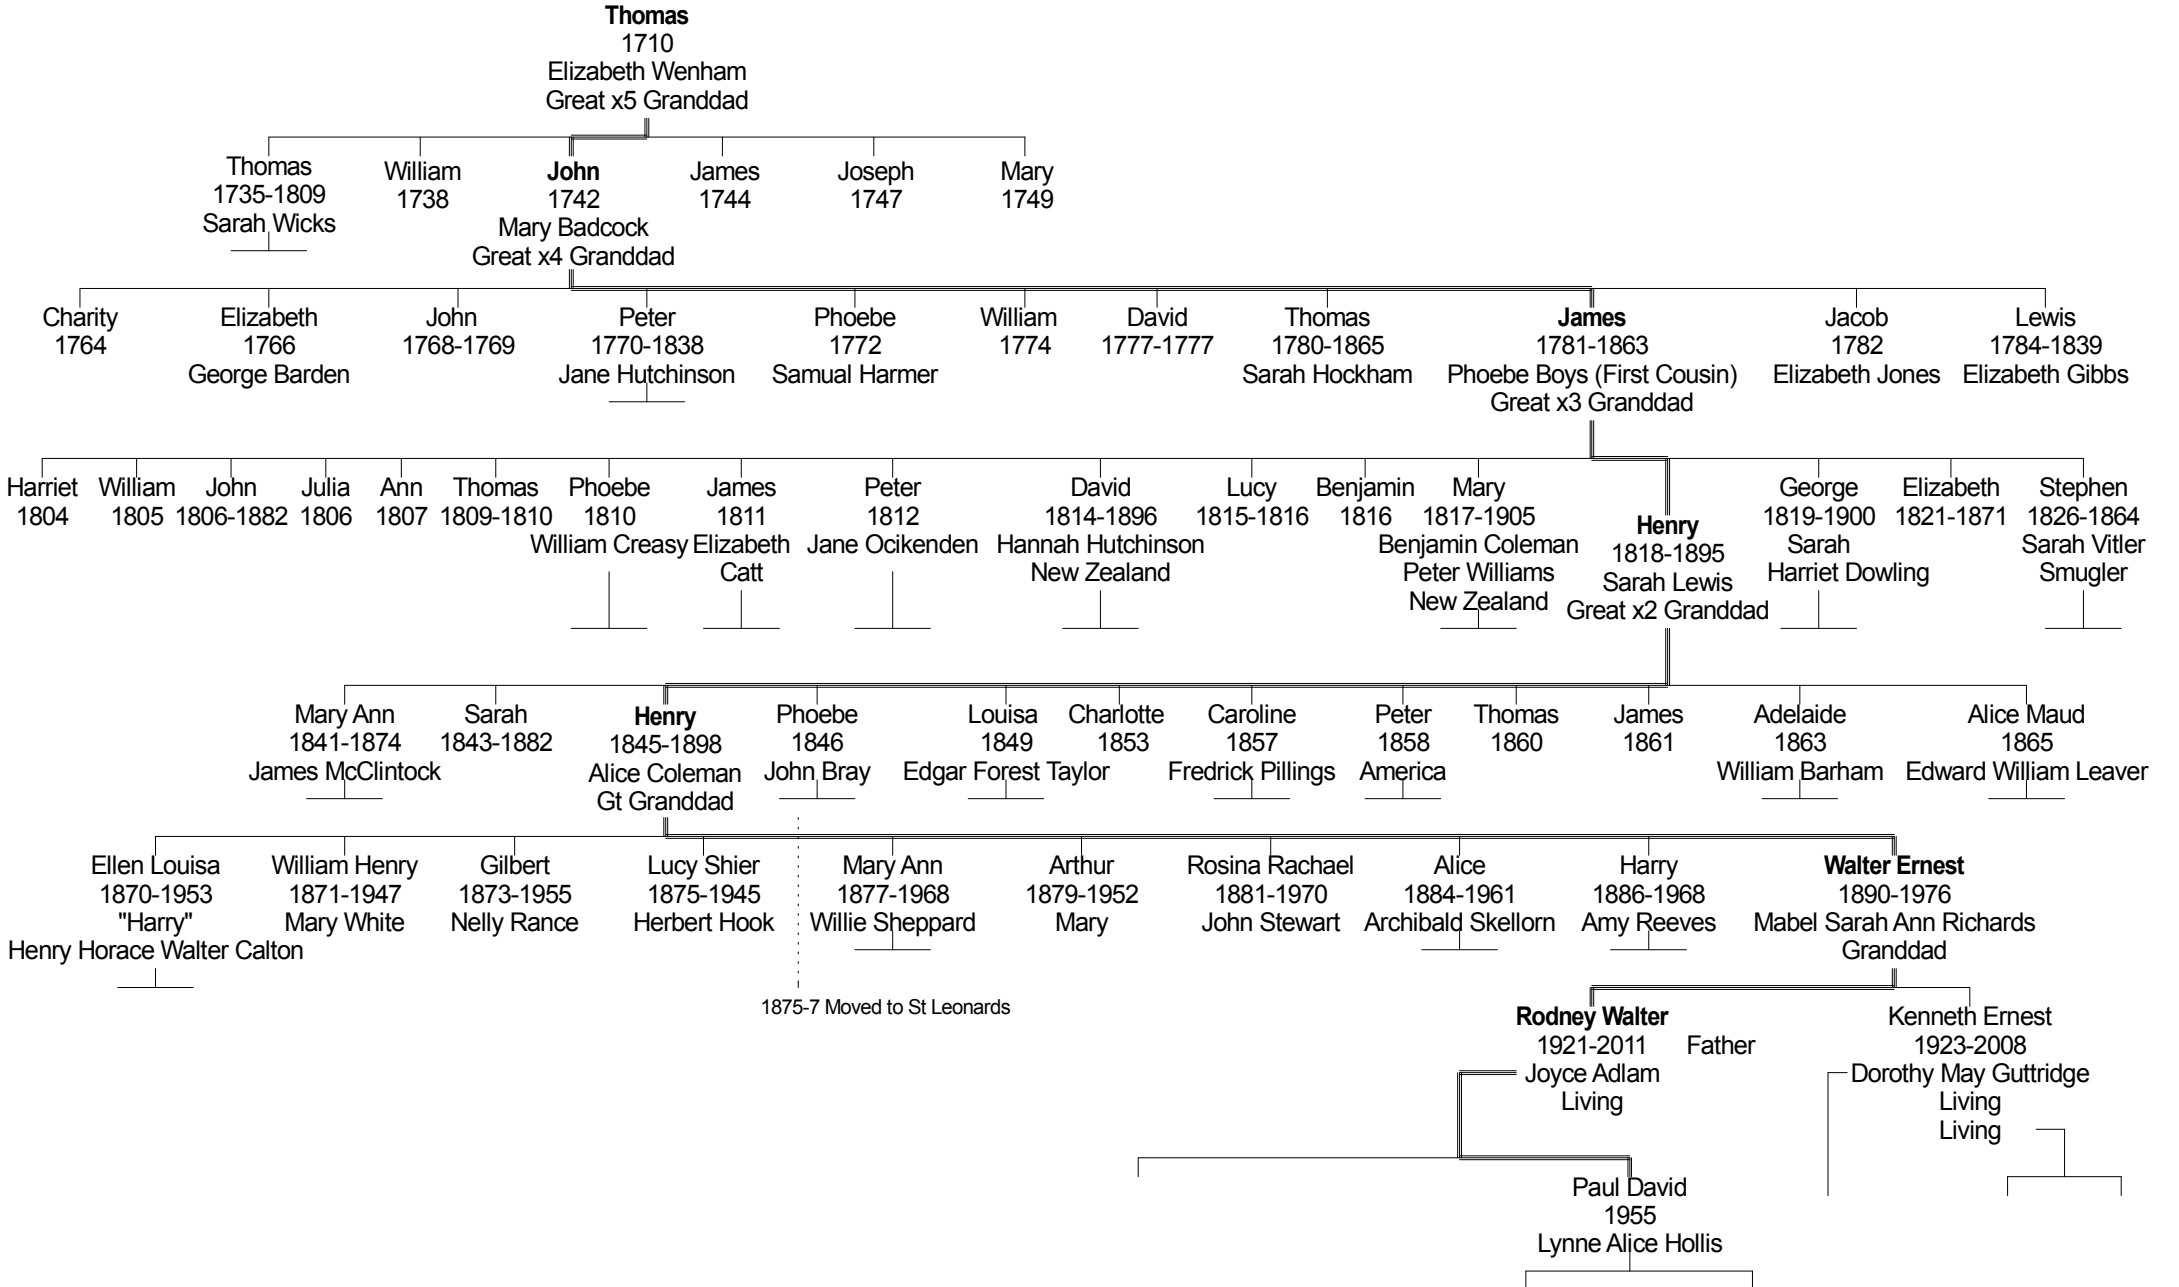 Thomas
1710
Elizabeth Wenham
Great x5 Granddad
Thomas
1735-1809
Sarah Wicks
William
1738
John
1742
Mary Badcock
Great x4 Granddad
James
1744
Joseph
1747
Mary
1749
Charity
1764
Elizabeth
1766
George Barden
John
1768-1769
Peter
1770-1838
Jane Hutchinson
Phoebe
1772
Samual Harmer
William
1774
David
1777-1777
Thomas
1780-1865
Sarah Hockham
James
1781-1863
Phoebe Boys (First Cousin)
Great x3 Granddad
Jacob
1782
Elizabeth Jones
Lewis
1784-1839
Elizabeth Gibbs
Harriet
1804
William
1805
John
1806-1882
Julia
1806
Ann
1807
Thomas
1809-1810
Phoebe
1810
William Creasy
James
1811
Elizabeth
Catt
Peter
1812
Jane Ocikenden
David
1814-1896
Hannah Hutchinson
New Zealand
Lucy
1815-1816
Benjamin
1816
Mary
1817-1905
Benjamin Coleman
Peter Williams
New Zealand
Henry
1818-1895
Sarah Lewis
Great x2 Granddad
George
1819-1900
Sarah
Harriet Dowling
Elizabeth
1821-1871
Stephen
1826-1864
Sarah Vitler
Smugler
Mary Ann
1841-1874
James McClintock
Sarah
1843-1882
Henry
1845-1898
Alice Coleman
Gt Granddad
Phoebe
1846
John Bray
Louisa
1849
Edgar Forest Taylor
Charlotte
1853
Caroline
1857
Fredrick Pillings
Peter
1858
America
Thomas
1860
James
1861
Adelaide
1863
William Barham
Alice Maud
1865
Edward William Leaver
Ellen Louisa
1870-1953
"Harry"
Henry Horace Walter Calton
William Henry
1871-1947
Mary White
Gilbert
1873-1955
Nelly Rance
Lucy Shier
1875-1945
Herbert Hook
Mary Ann
1877-1968
Willie Sheppard
Arthur
1879-1952
Mary
Rosina Rachael
1881-1970
John Stewart
Alice
1884-1961
Archibald Skellorn
Harry
1886-1968
Amy Reeves
Walter Ernest
1890-1976
Mabel Sarah Ann Richards
Granddad
1875-7 Moved to St Leonards
Rodney Walter
1921-2011 Father
Joyce Adlam
Living
Kenneth Ernest
1923-2008
Dorothy May Guttridge
Living
Living
Paul David
1955
Lynne Alice Hollis